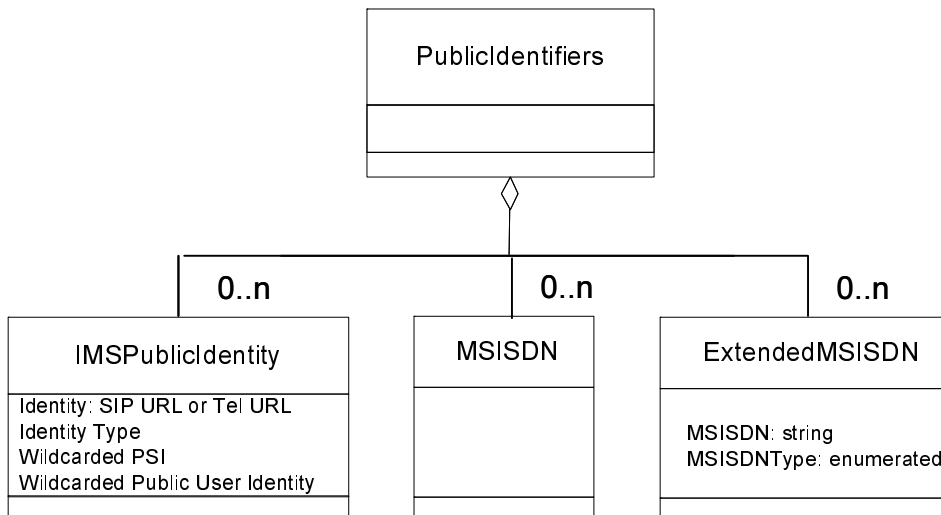 PublicIdentifiers
0..n
0..n
0..n
IMSPublicIdentity
MSISDN
ExtendedMSISDN
Identity: SIP URL or Tel URL
Identity Type
Wildcarded PSI
Wildcarded Public User Identity
MSISDN: string
MSISDNType: enumerated